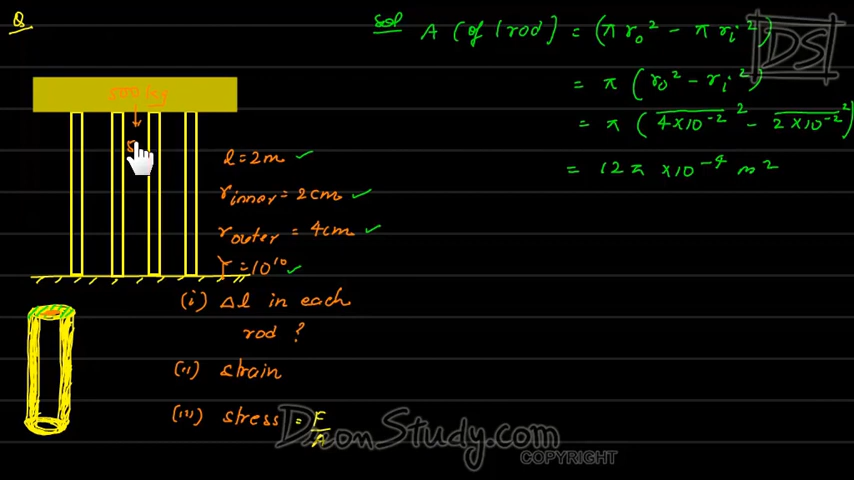 Q
500 kg
l = 2m ✓
r inner = 2cm ✓
r outer = 4cm ✓
Y = 10¹⁰ ✓
(i) Δl in each
rod ?
(ii) strain
(iii) stress = F/A
Sol A (of 1 rod) = (π r₀² - π rᵢ²)
= π (r₀² - rᵢ²)
= π (4×10⁻² ² - 2×10⁻² ²)
= 12π ×10⁻⁴ m²
DS
DronStudy.com
COPYRIGHT